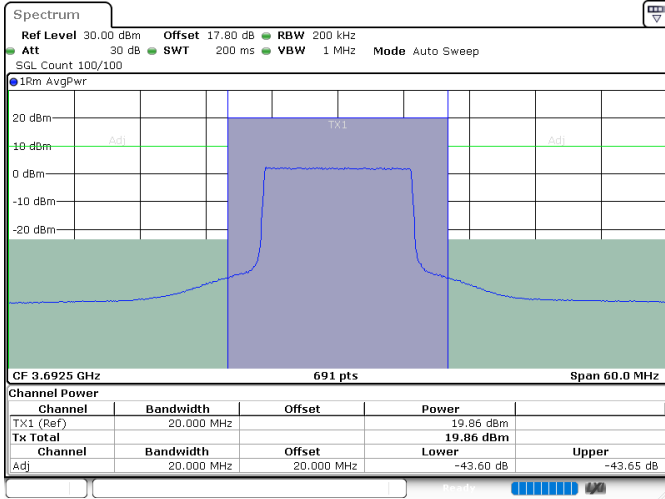 Spectrum
Ref Level 30.00 dBm Offset 17.80 dB RBW 200 kHz
Att 30 dB SWT 200 ms VBW 1 MHz Mode Auto Sweep
SGL Count 100/100
1Rm AvgPwr
20 dBm
TX1
Adj Adj
10 dBm
0 dBm
-10 dBm
-20 dBm
CF 3.6925 GHz 691 pts Span 60.0 MHz
Channel Power
Channel Bandwidth Offset Power
TX1 (Ref) 20.000 MHz 19.86 dBm
Tx Total 19.86 dBm
Channel Bandwidth Offset Lower Upper
Adj 20.000 MHz 20.000 MHz -43.60 dB -43.65 dB
Ready LXI